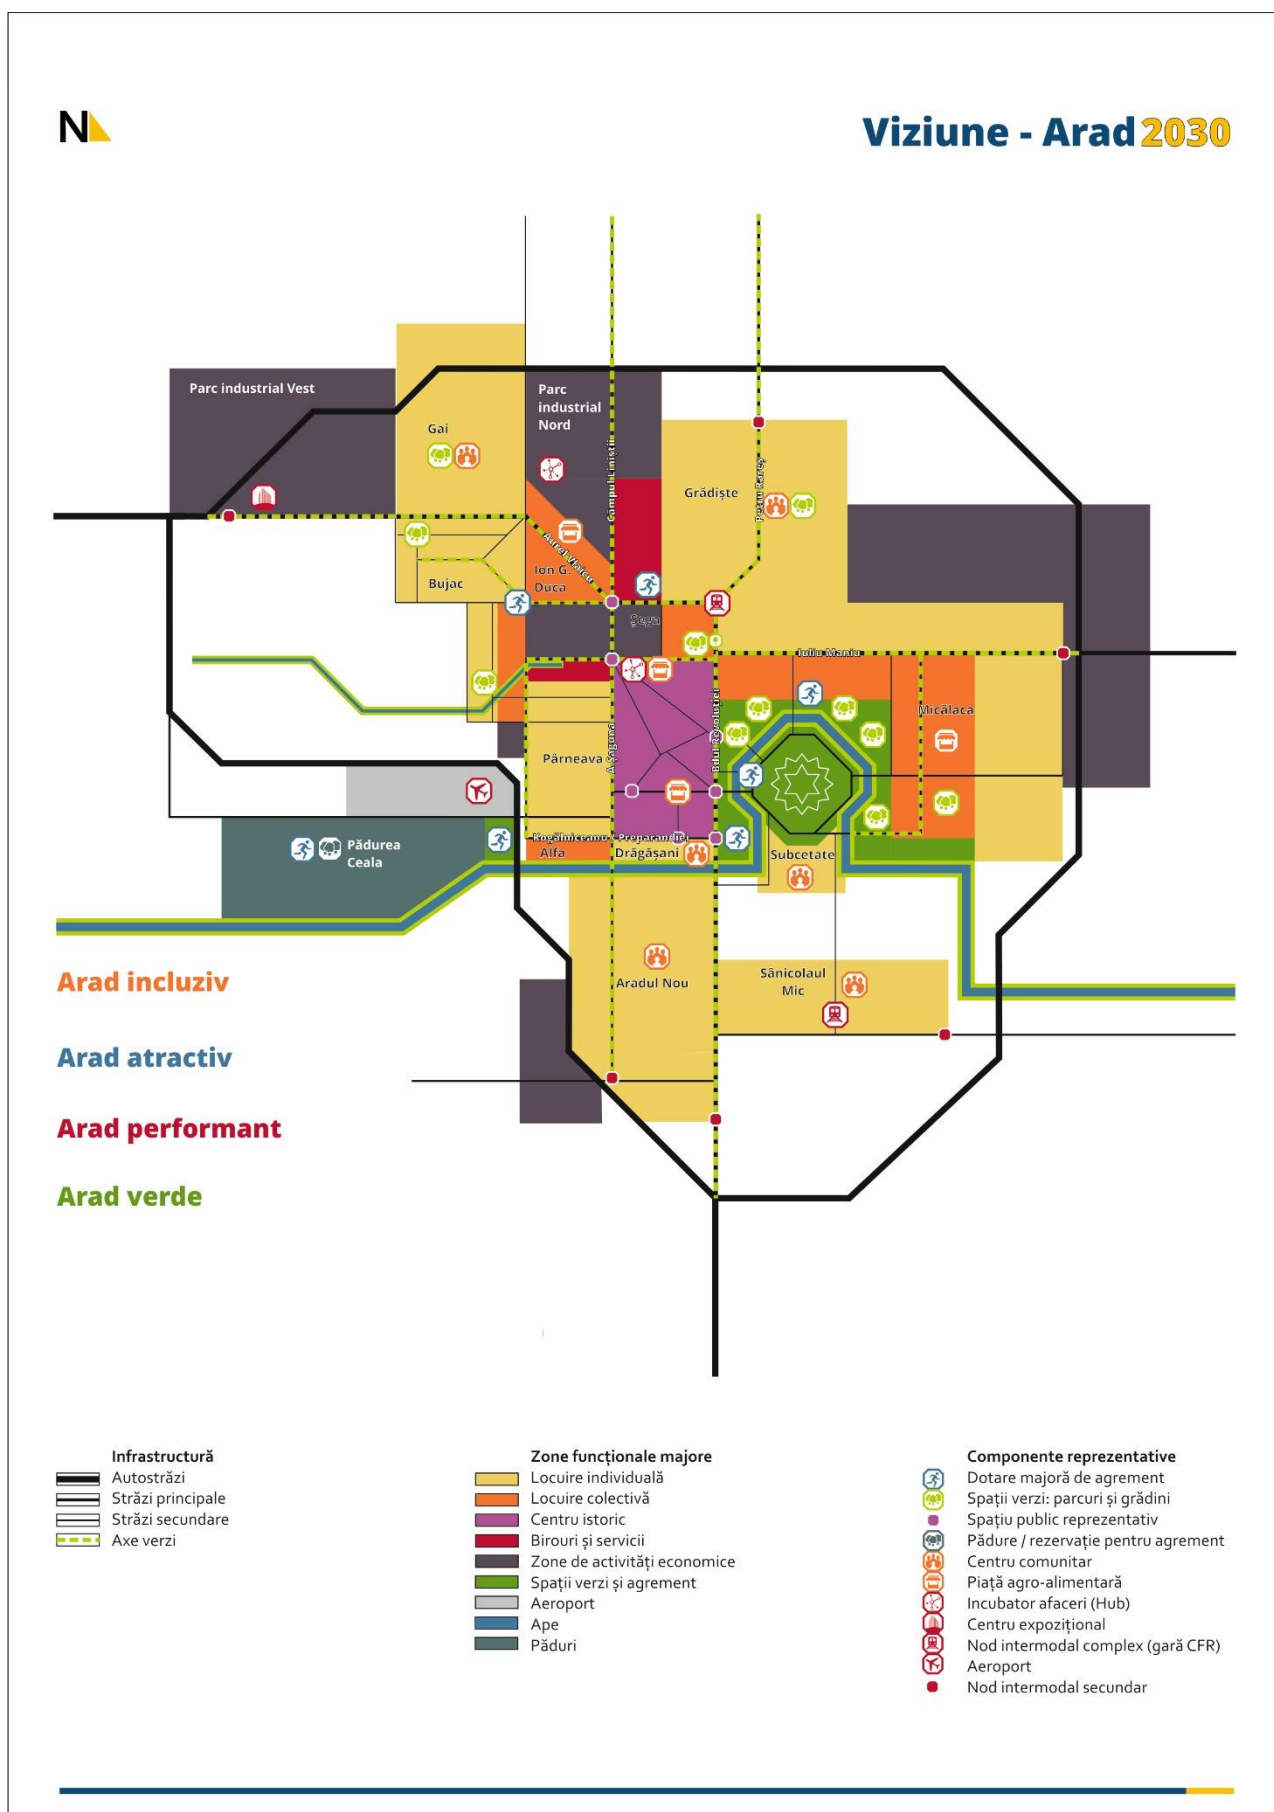 N
Viziune - Arad 2030
Parc industrial Vest
Parc
industrial
Nord
Gai
Câmpul Liniștii
Petru Rareș
Grădiște
Aurel Vlaicu
Ion G.
Duca
Bujac
Șega
Iuliu Maniu
Micălaca
A. Șaguna
Bdul Revoluției
Pârneava
Kogălniceanu
Preparandiei
Alfa
Drăgășani
Subcetate
Pădurea
Ceala
Aradul Nou
Sânicolaul
Mic
Arad incluziv
Arad atractiv
Arad performant
Arad verde
Infrastructură
Autostrăzi
Străzi principale
Străzi secundare
Axe verzi
Zone funcționale majore
Locuire individuală
Locuire colectivă
Centru istoric
Birouri și servicii
Zone de activități economice
Spații verzi și agrement
Aeroport
Ape
Păduri
Componente reprezentative
Dotare majoră de agrement
Spații verzi: parcuri și grădini
Spațiu public reprezentativ
Pădure / rezervație pentru agrement
Centru comunitar
Piață agro-alimentară
Incubator afaceri (Hub)
Centru expozițional
Nod intermodal complex (gară CFR)
Aeroport
Nod intermodal secundar